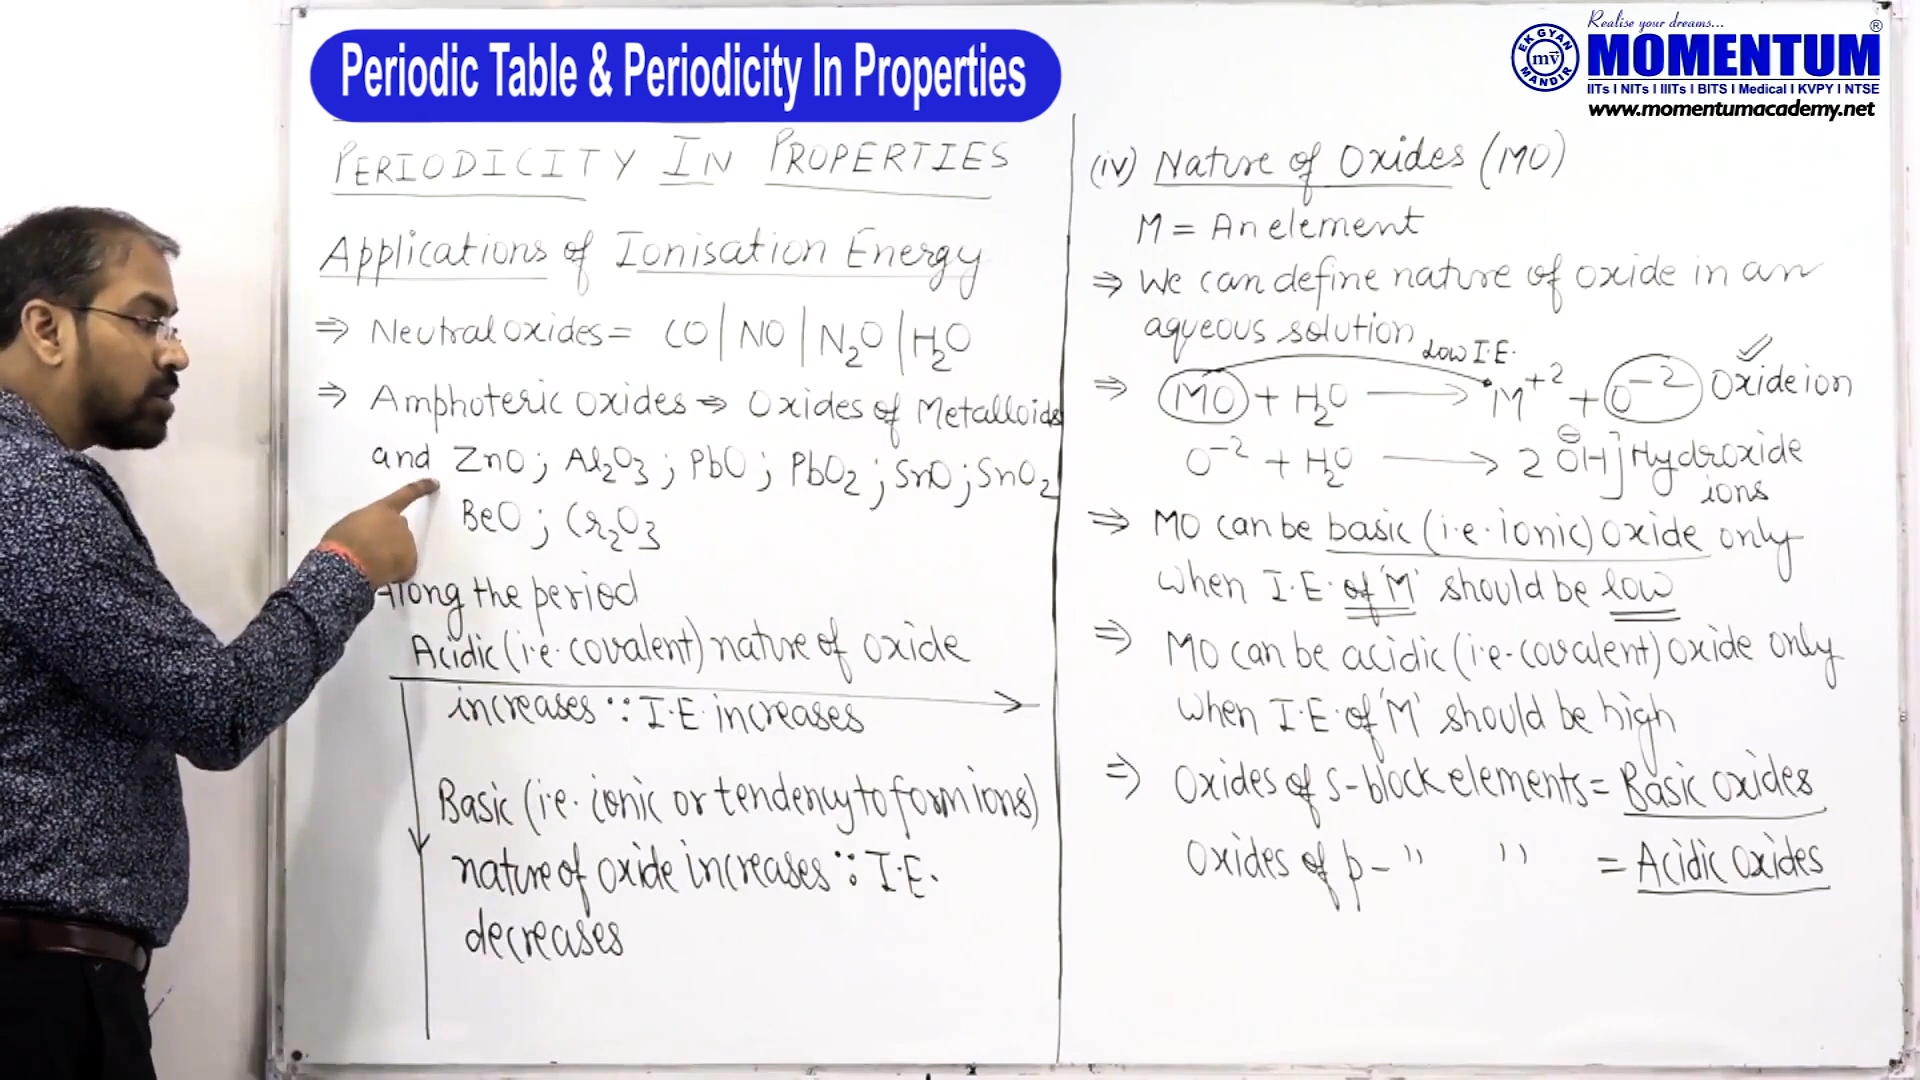 Periodic Table & Periodicity In Properties
Realise your dreams...
EK GYAN MANDIR
mv
MOMENTUM®
IITs I NITs I IIITs I BITS I Medical I KVPY I NTSE
www.momentumacademy.net
PERIODICITY IN PROPERTIES
Applications of Ionisation Energy
⇒ Neutral oxides = CO | NO | N₂O | H₂O
⇒ Amphoteric oxides ⇒ Oxides of Metalloids
and ZnO ; Al₂O₃ ; PbO ; PbO₂ ; SnO ; SnO₂
BeO ; Cr₂O₃
Along the period
Acidic (i.e. covalent) nature of oxide
increases ∵ I.E. increases
Basic (i.e. ionic or tendency to form ions)
nature of oxide increases ∵ I.E.
decreases
(iv) Nature of Oxides (MO)
M = An element
⇒ We can define nature of oxide in an
aqueous solution
Low I.E.
⇒ MO + H₂O → M⁺² + O⁻² Oxide ion
O⁻² + H₂O → 2 OH⊖ ] Hydroxide
ions
⇒ MO can be basic (i.e. ionic) oxide only
when I.E. of 'M' should be low
⇒ MO can be acidic (i.e. covalent) oxide only
when I.E. of 'M' should be high
⇒ Oxides of s-block elements = Basic oxides
Oxides of p- " " = Acidic oxides